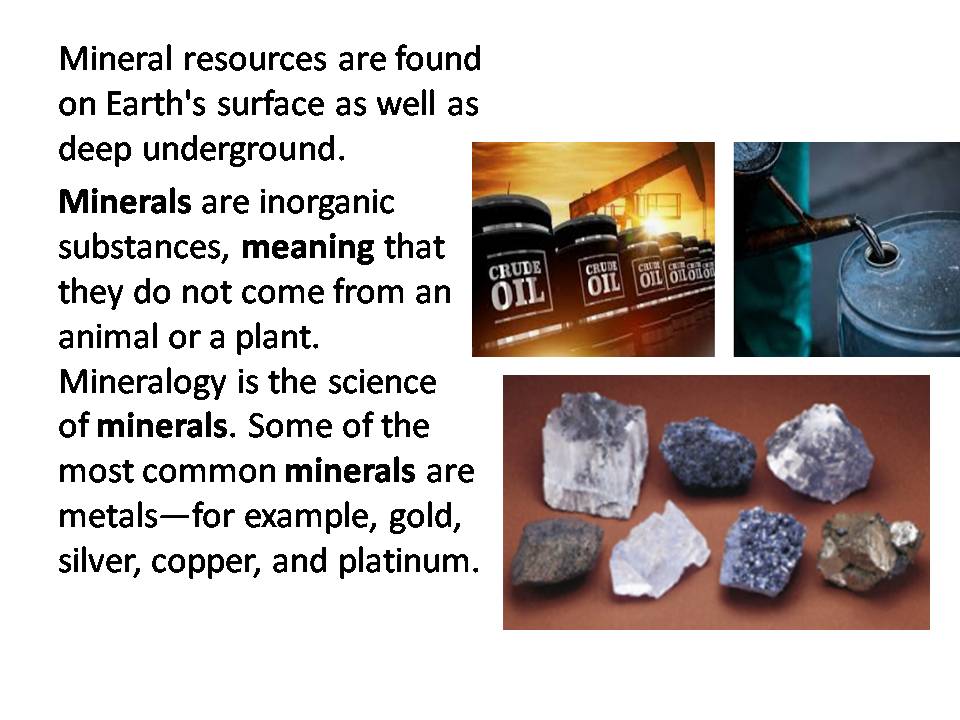 Mineral resources are found
on Earth's surface as well as
deep underground.
Minerals are inorganic
substances, meaning that
they do not come from an
animal or a plant.
Mineralogy is the science
of minerals. Some of the
most common minerals are
metals—for example, gold,
silver, copper, and platinum.
CRUDE
OIL
CRUDE
OIL
CRUDE
OIL
CRUDE
OIL
CRUDE
OIL